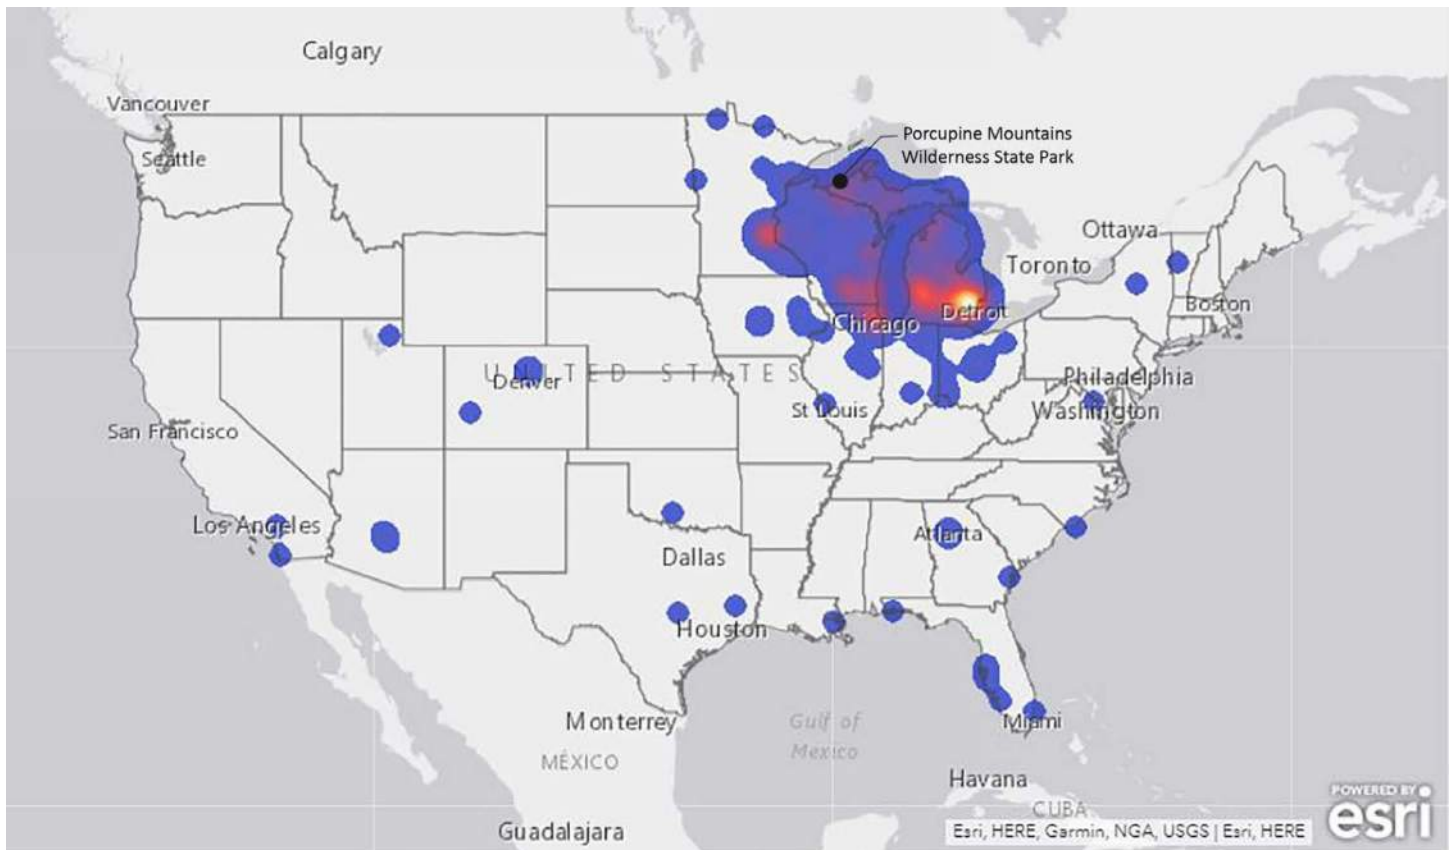 Calgary
Vancouver
Seattle
Porcupine Mountains
Wilderness State Park
Ottawa
Toronto
Boston
Detroit
Chicago
UNITED STATES
Denver
Philadelphia
St Louis
Washington
San Francisco
Los Angeles
Atlanta
Dallas
Houston
Monterrey
Gulf of
Mexico
Miami
MÉXICO
Havana
CUBA
Guadalajara
POWERED BY
esri
Esri, HERE, Garmin, NGA, USGS | Esri, HERE